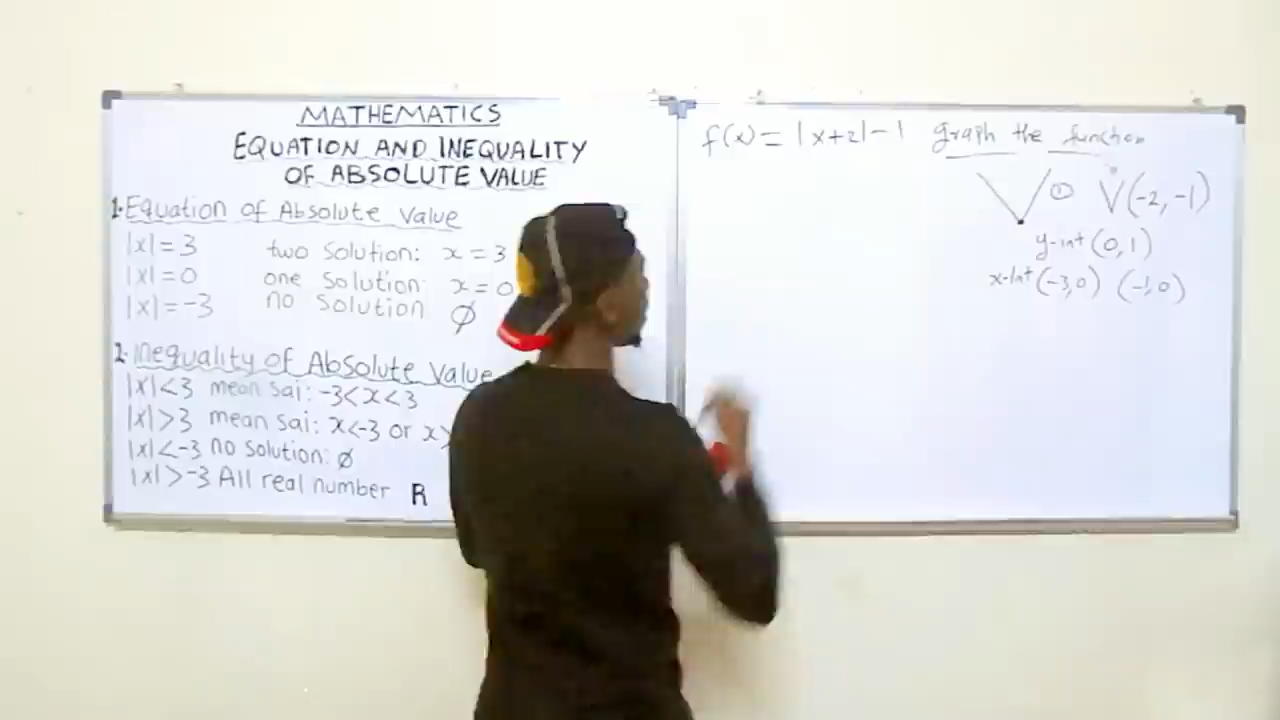 MATHEMATICS
EQUATION AND INEQUALITY
OF ABSOLUTE VALUE
1. Equation of Absolute Value
|x|=3 two solution: x=3
|x|=0 one solution: x=0
|x|=-3 no solution ∅
2. Inequality of Absolute Value
|x|<3 mean sai: -3<x<3
|x|>3 mean sai: x<-3 or x>
|x|<-3 no solution: ∅
|x|>-3 All real number R
f(x)=|x+2|-1 graph the function
① V(-2,-1)
y-int (0,1)
x-int (-3,0) (-1,0)